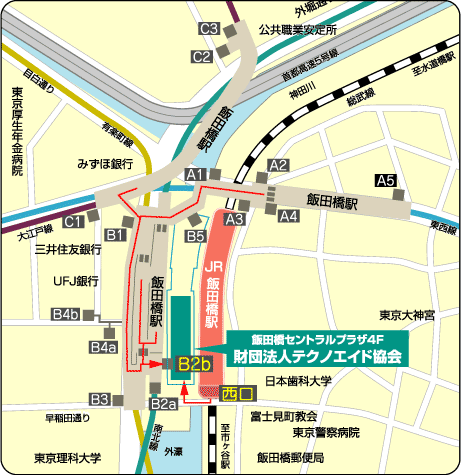 外堀通り
C3
C2
公共職業安定所
首都高速5号線
至水道橋駅
目白通り
神田川
総武線
東京厚生年金病院
有楽町線
飯田橋駅
みずほ銀行
A1
A2
A5
飯田橋駅
C1
B1
B5
A3
A4
大江戸線
東西線
三井住友銀行
UFJ銀行
JR
飯田橋駅
飯田橋駅
B4b
B4a
東京大神宮
飯田橋セントラルプラザ4F
財団法人テクノエイド協会
B2b
日本歯科大学
西口
B3
B2a
早稲田通り
富士見町教会
東京警察病院
南北線
外濠
至市ヶ谷駅
東京理科大学
飯田橋郵便局